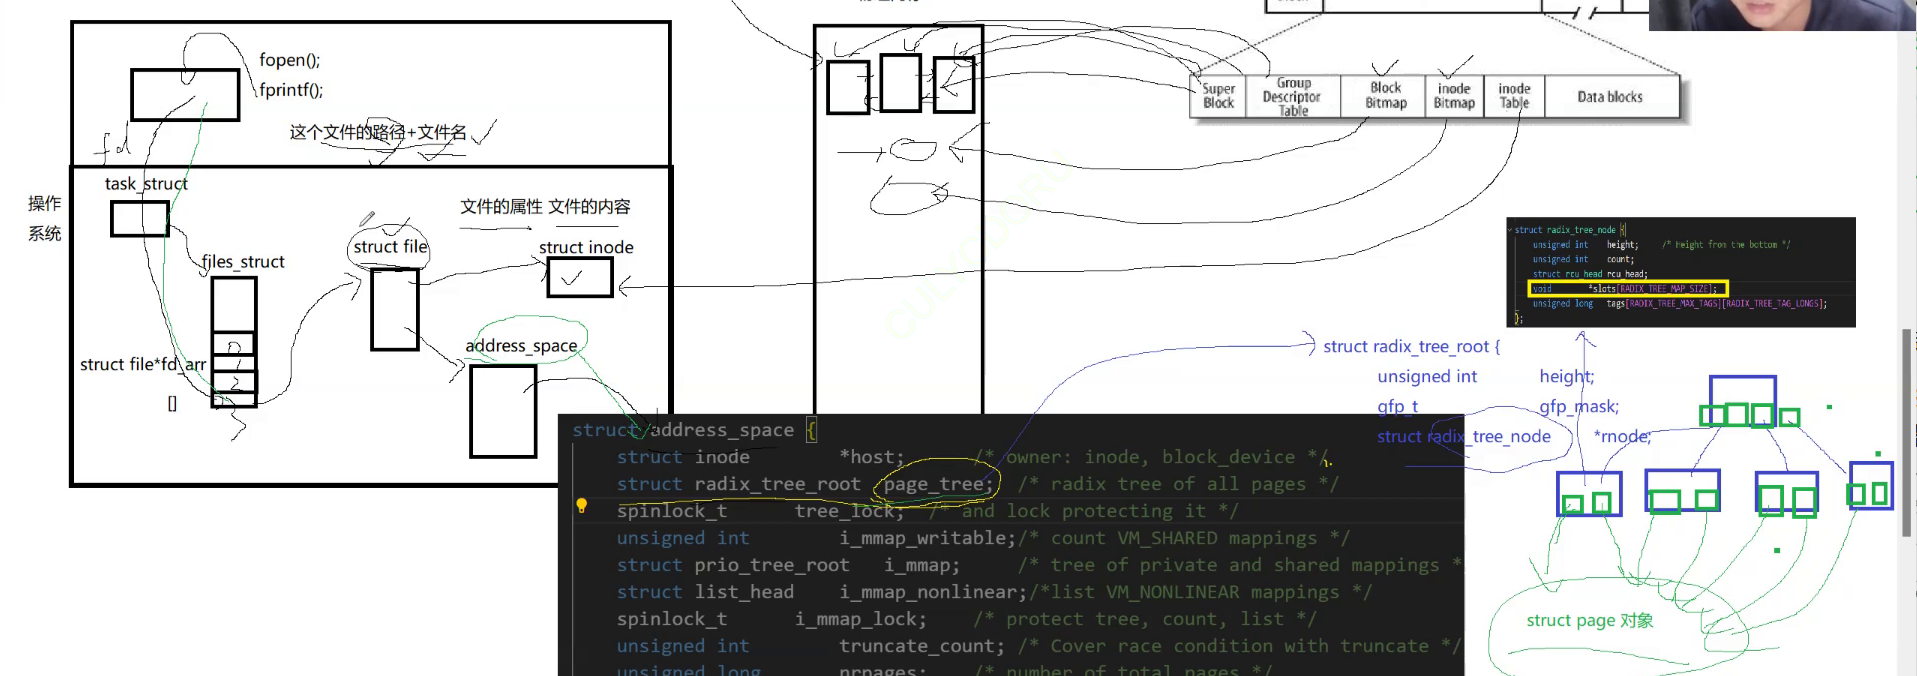 fopen();
fprintf();
这个文件的路径+文件名
fd
操作
系统
task_struct
files_struct
struct file*fd_arr
[]
struct file
文件的属性 文件的内容
struct inode
address_space
Super Block
Group Descriptor Table
Block Bitmap
inode Bitmap
inode Table
Data blocks
struct radix_tree_node {
unsigned int height; /* Height from the bottom */
unsigned int count;
struct rcu_head rcu_head;
void *slots[RADIX_TREE_MAP_SIZE];
unsigned long tags[RADIX_TREE_MAX_TAGS][RADIX_TREE_TAG_LONGS];
};
struct radix_tree_root {
unsigned int height;
gfp_t gfp_mask;
struct radix_tree_node *rnode;
struct address_space {
struct inode *host; /* owner: inode, block_device */
struct radix_tree_root page_tree; /* radix tree of all pages */
spinlock_t tree_lock; /* and lock protecting it */
unsigned int i_mmap_writable;/* count VM_SHARED mappings */
struct prio_tree_root i_mmap; /* tree of private and shared mappings *
struct list_head i_mmap_nonlinear;/*list VM_NONLINEAR mappings */
spinlock_t i_mmap_lock; /* protect tree, count, list */
unsigned int truncate_count; /* Cover race condition with truncate */
unsigned long nrpages; /* number of total pages */
struct page 对象